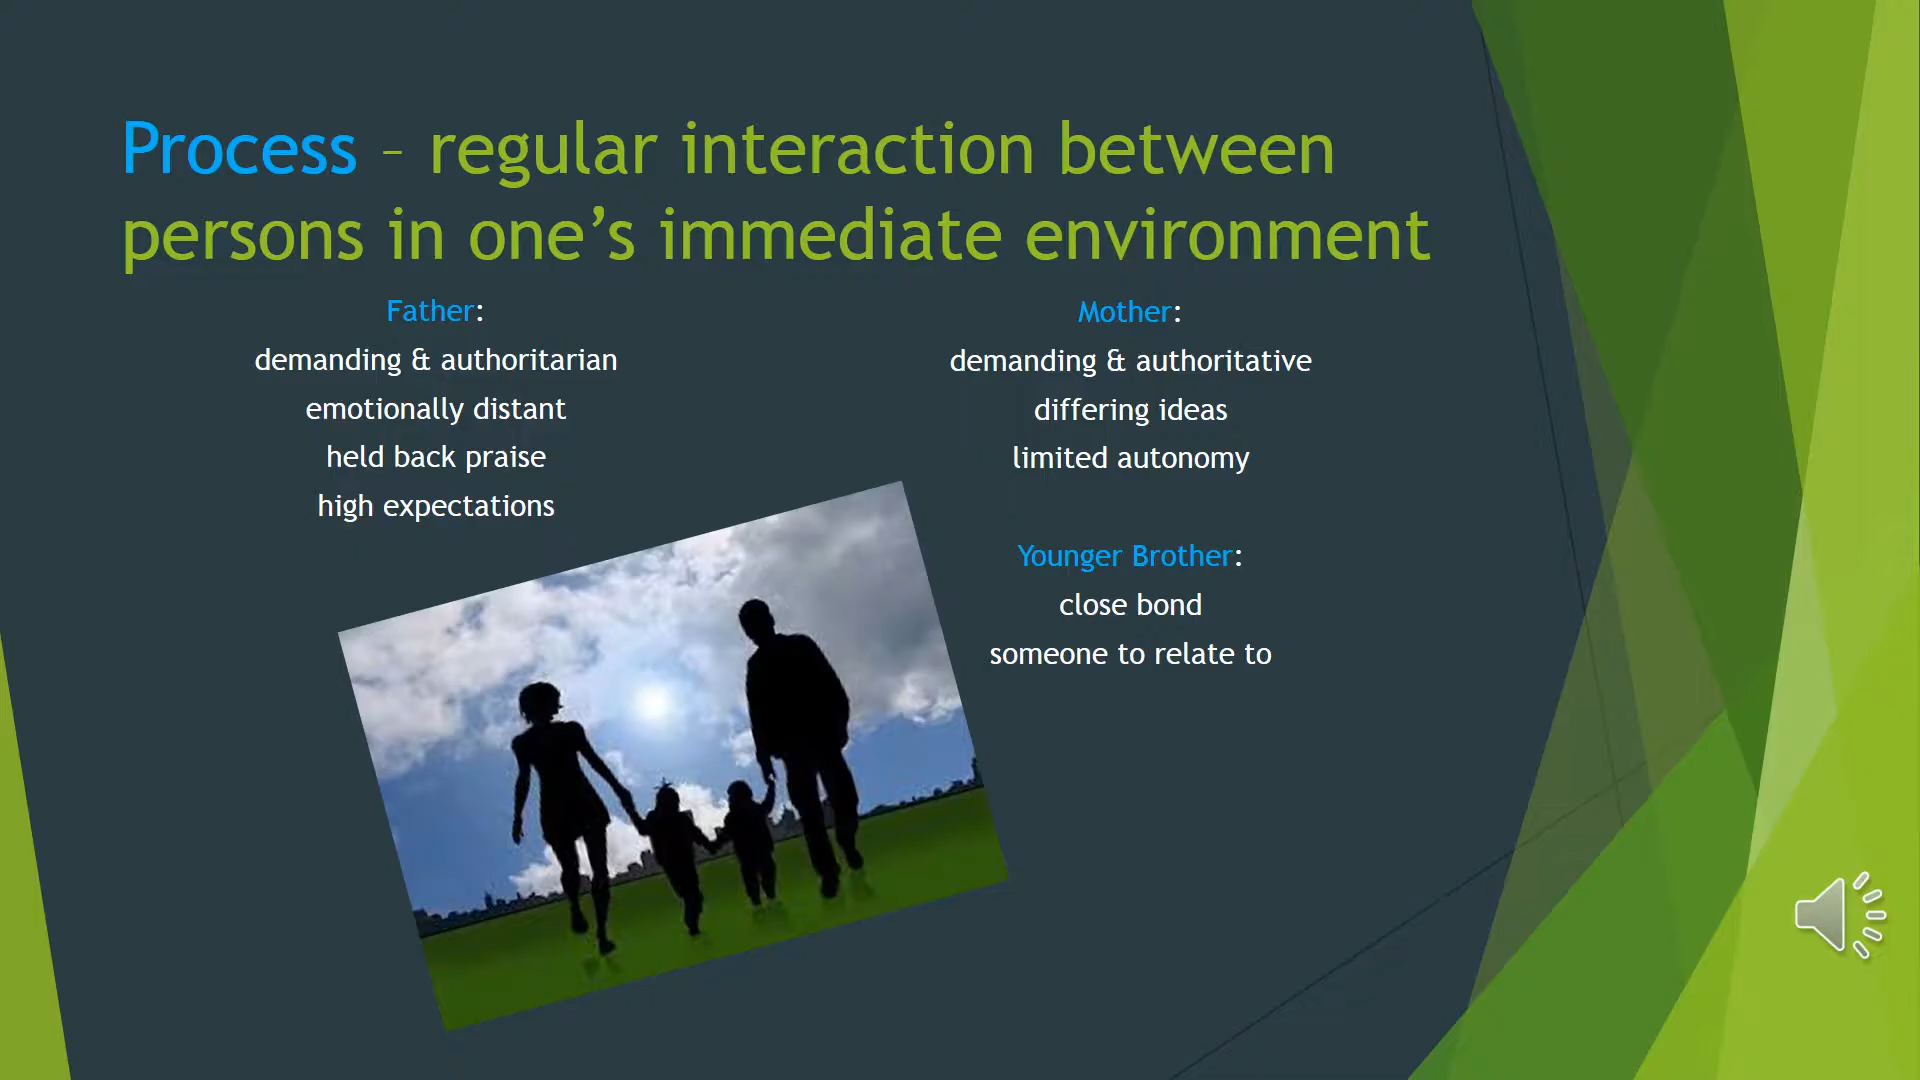 Process – regular interaction between
persons in one’s immediate environment
Father:
demanding & authoritarian
emotionally distant
held back praise
high expectations
Mother:
demanding & authoritative
differing ideas
limited autonomy
Younger Brother:
close bond
someone to relate to